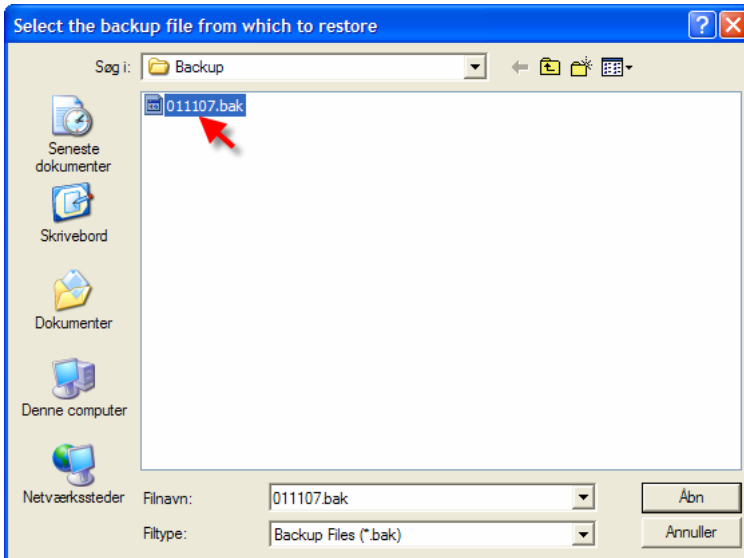 Select the backup file from which to restore
Søg i:
Backup
011107.bak
Seneste
dokumenter
Skrivebord
Dokumenter
Denne computer
Netværkssteder
Filnavn:
011107.bak
Åbn
Filtype:
Backup Files (*.bak)
Annuller